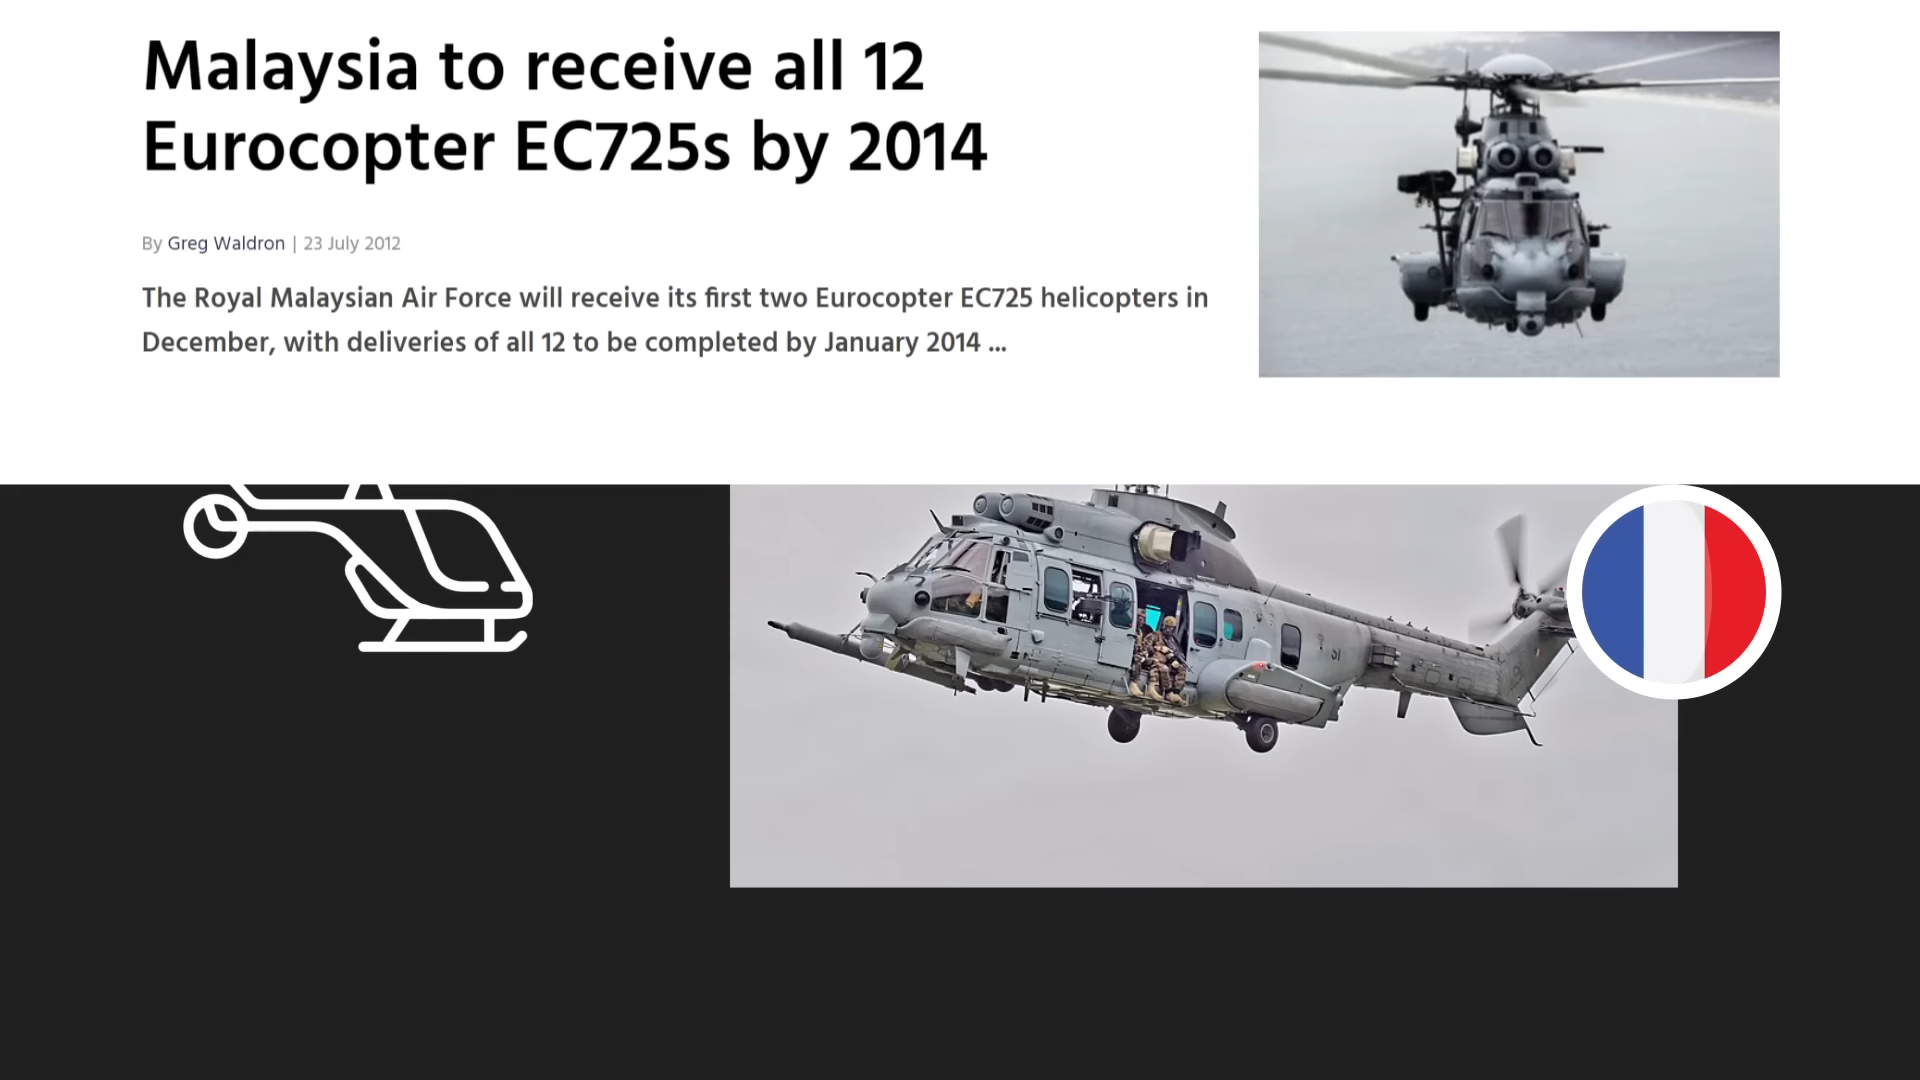 Malaysia to receive all 12
Eurocopter EC725s by 2014
By Greg Waldron | 23 July 2012
The Royal Malaysian Air Force will receive its first two Eurocopter EC725 helicopters in
December, with deliveries of all 12 to be completed by January 2014 ...